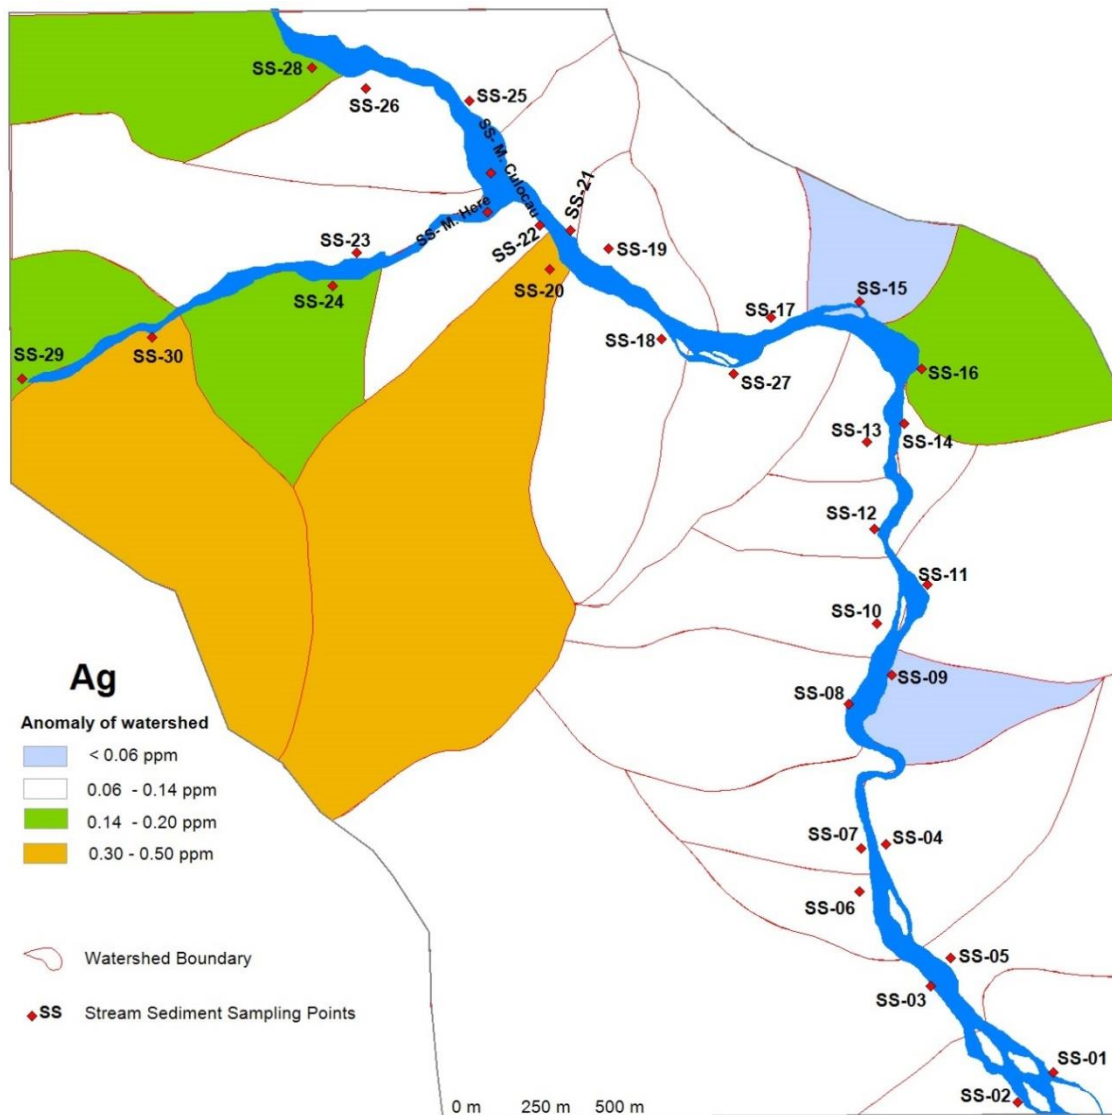 SS-28
SS-26
SS-25
SS- M. Culocau
SS-21
SS- M. Here
SS-22
SS-23
SS-19
SS-20
SS-24
SS-15
SS-17
SS-18
SS-30
SS-29
SS-16
SS-27
SS-13
SS-14
SS-12
SS-11
SS-10
SS-09
SS-08
Ag
Anomaly of watershed
< 0.06 ppm
0.06 - 0.14 ppm
0.14 - 0.20 ppm
0.30 - 0.50 ppm
SS-07
SS-04
SS-06
Watershed Boundary
SS-05
SS-03
SS Stream Sediment Sampling Points
SS-01
SS-02
0 m 250 m 500 m